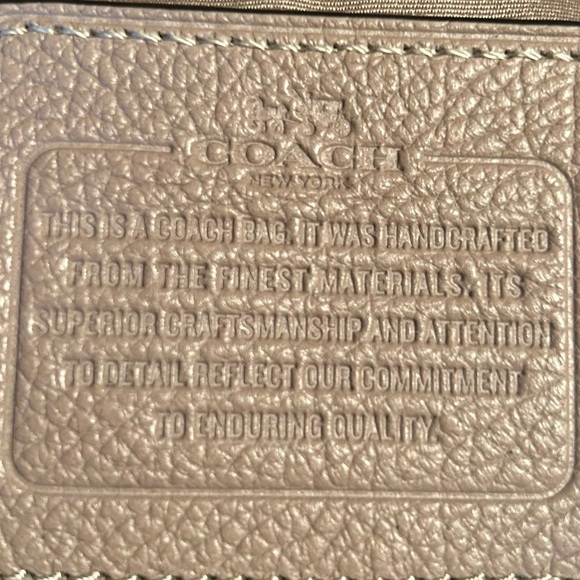 COACH
NEW YORK
THIS IS A COACH BAG. IT WAS HANDCRAFTED
FROM THE FINEST MATERIALS. ITS
SUPERIOR CRAFTSMANSHIP AND ATTENTION
TO DETAIL REFLECT OUR COMMITMENT
TO ENDURING QUALITY.